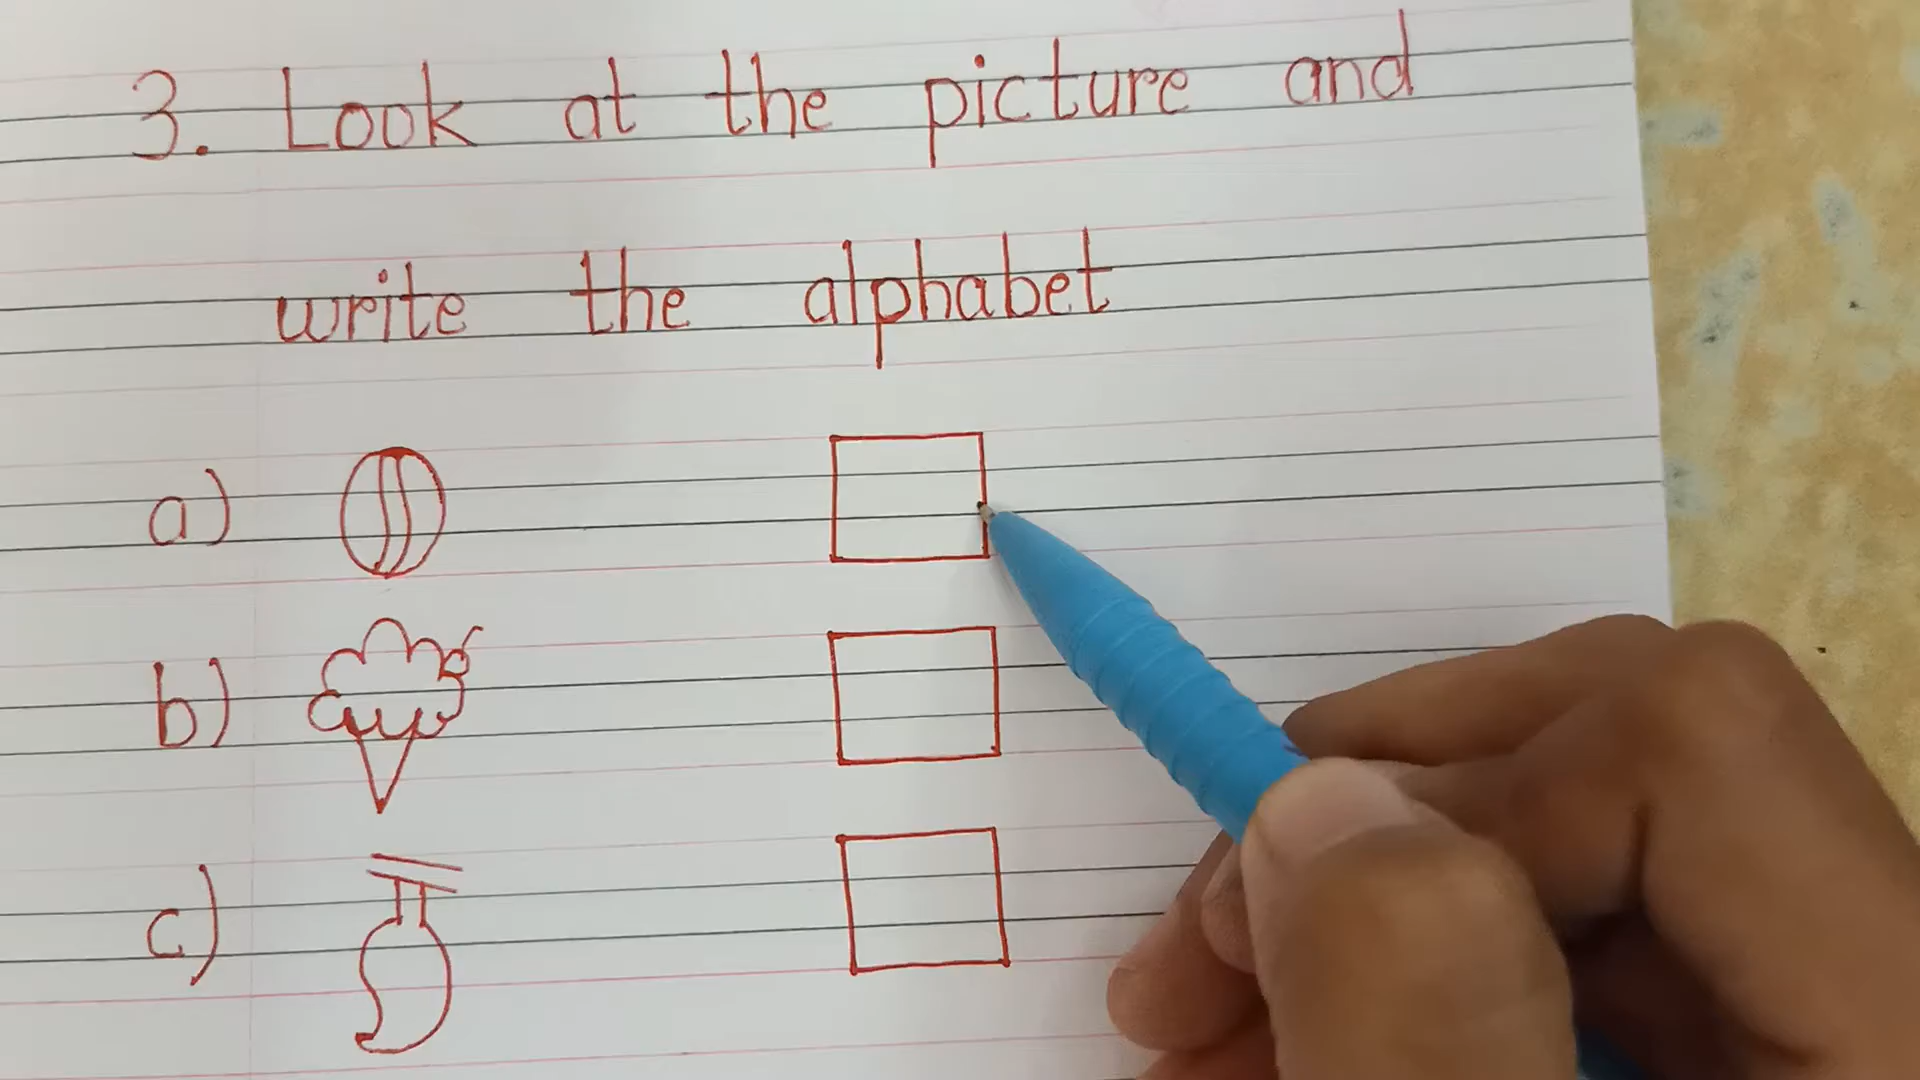 3. Look at the picture and
write the alphabet
a)
b)
c)